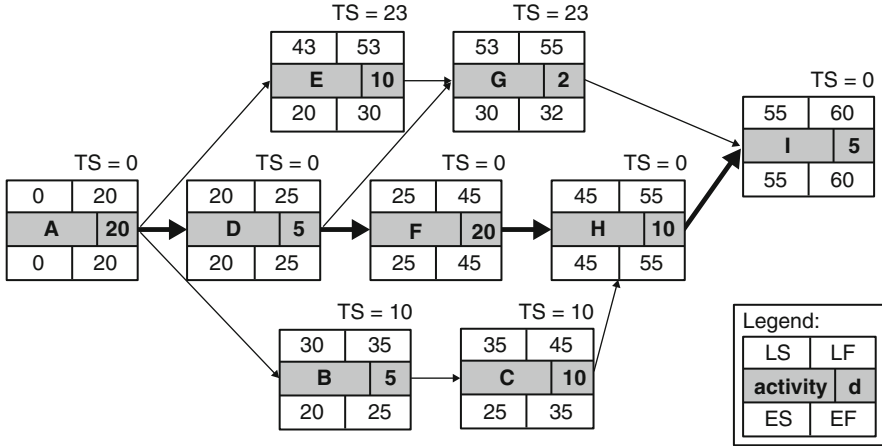 TS = 23
43 53
E 10
20 30
TS = 23
53 55
G 2
30 32
TS = 0
55 60
I 5
55 60
TS = 0
0 20
A 20
0 20
TS = 0
20 25
D 5
20 25
TS = 0
25 45
F 20
25 45
TS = 0
45 55
H 10
45 55
TS = 10
30 35
B 5
20 25
TS = 10
35 45
C 10
25 35
Legend:
LS LF
activity d
ES EF